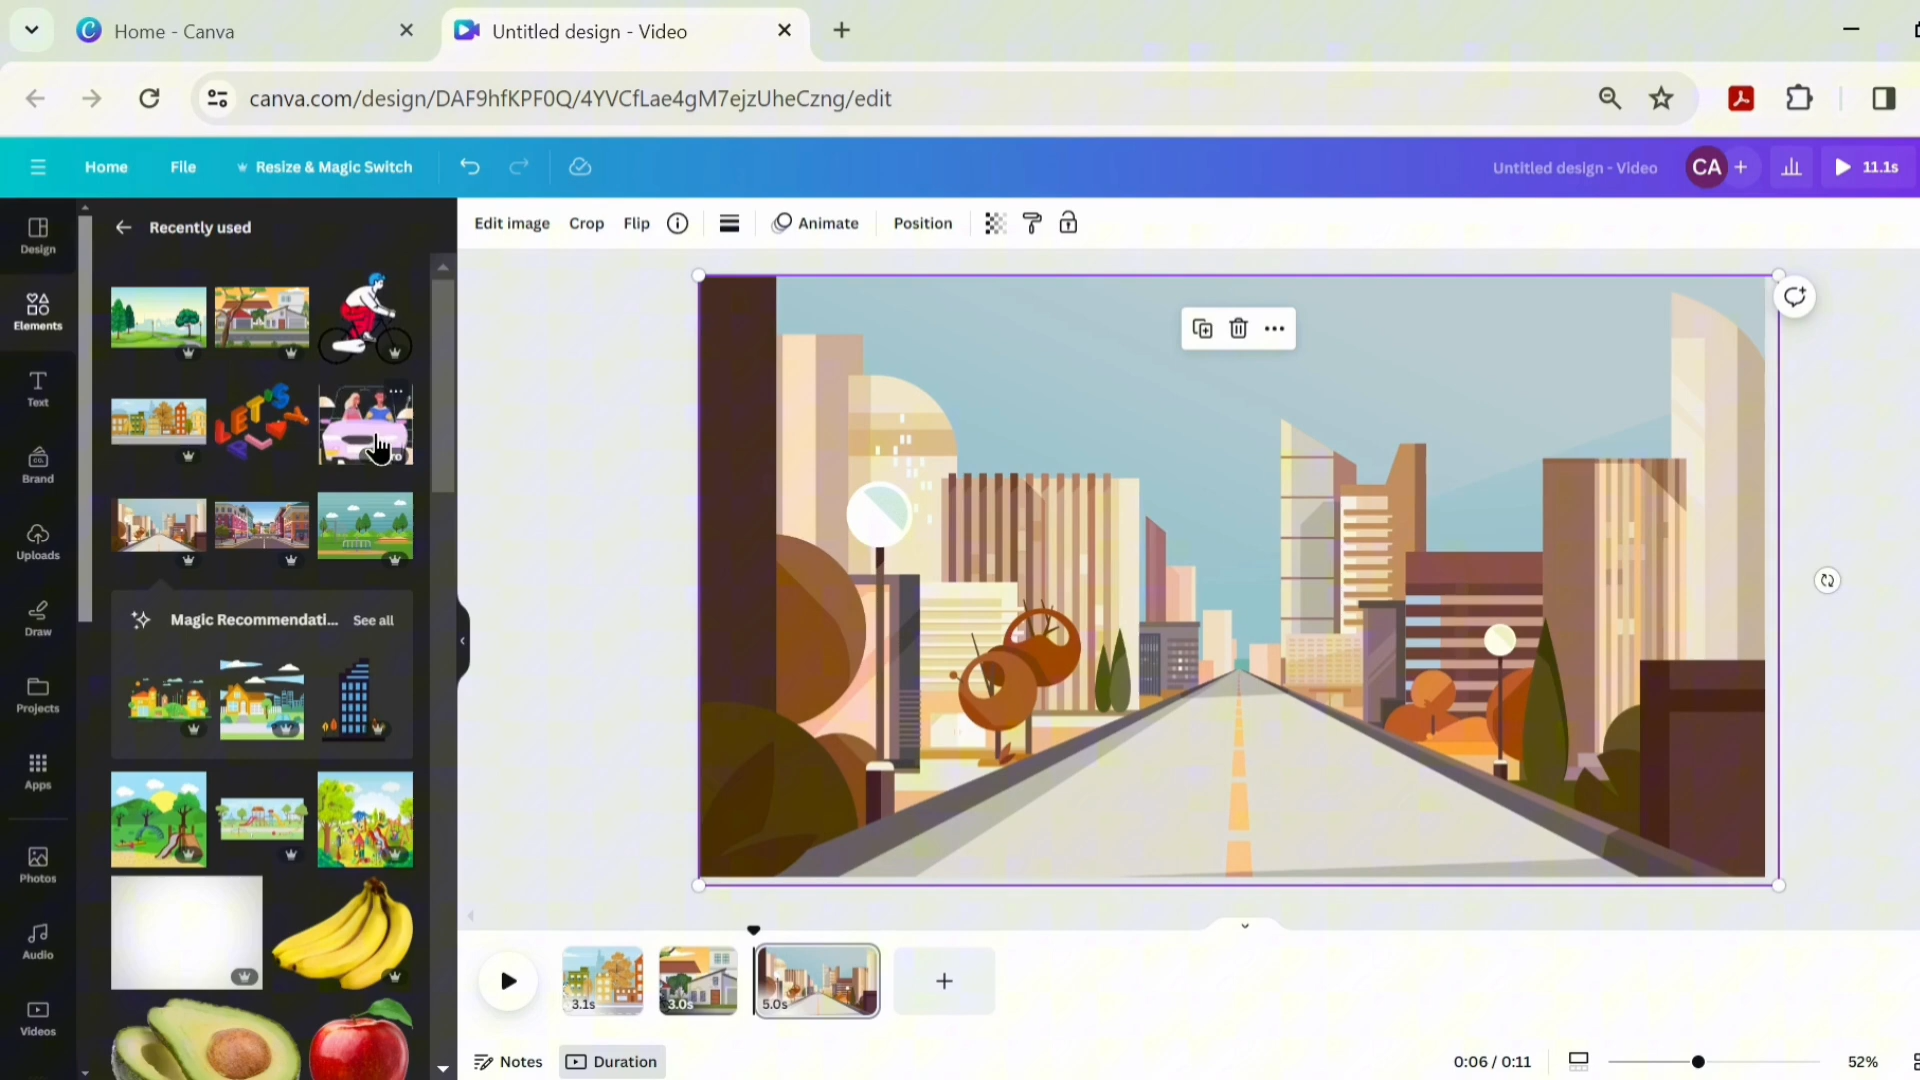 Home - Canva
Untitled design - Video
canva.com/design/DAF9hfKPF0Q/4YVCfLae4gM7ejzUheCzng/edit
Home
File
Resize & Magic Switch
Untitled design - Video
CA
11.1s
Design
Elements
Text
Brand
Uploads
Draw
Projects
Apps
Photos
Audio
Videos
Recently used
LET'S
PLAY
Magic Recommendati...
See all
Edit image
Crop
Flip
Animate
Position
3.1s
3.0s
5.0s
Notes
Duration
0:06 / 0:11
52%